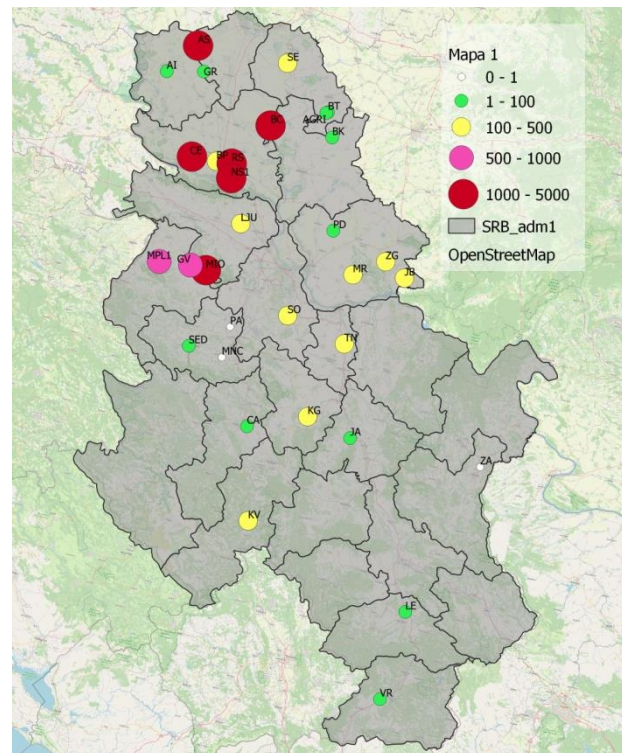 Mapa 1
0 - 1
1 - 100
100 - 500
500 - 1000
1000 - 5000
SRB_adm1
OpenStreetMap
AS
AI
GR
SE
BT
AGRI
BC
BK
CE
BP
RS
NS1
LJU
PD
MPL1
GV
MIO
ZG
MR
JB
SO
PA
SED
MNC
TN
CA
KG
JA
ZA
KV
LE
VR